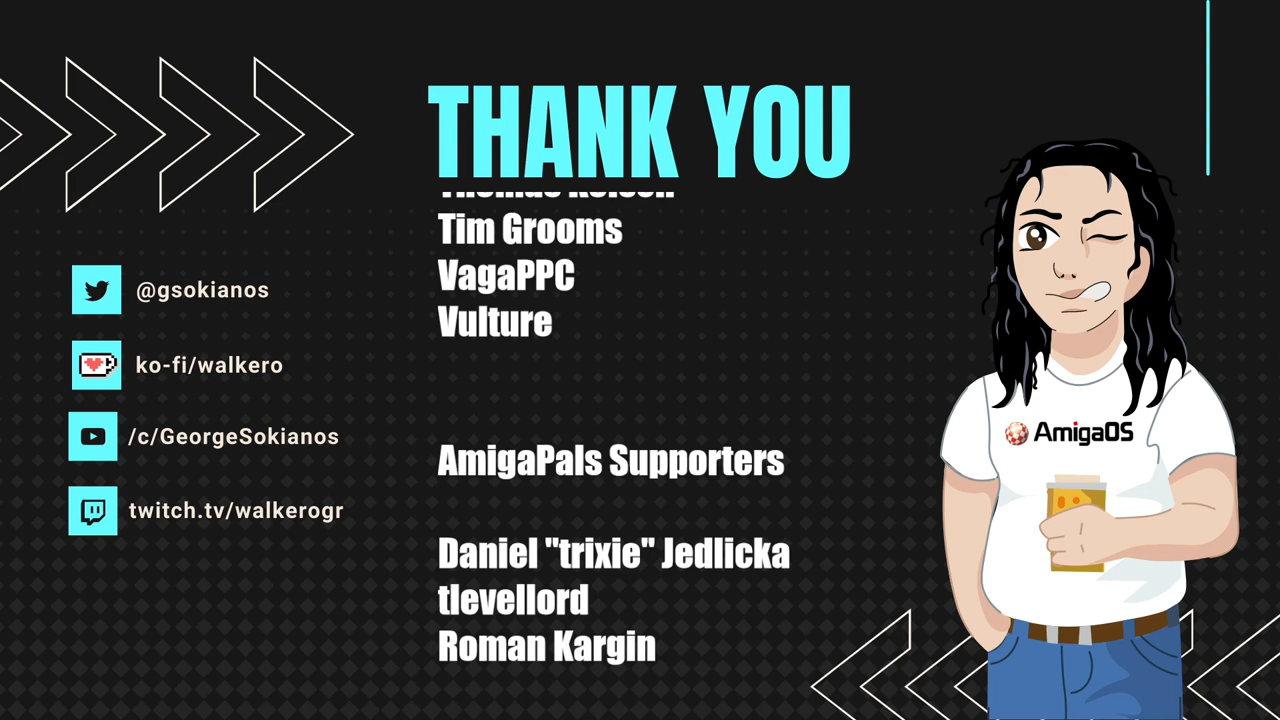 THANK YOU
Tim Grooms
VagaPPC
Vulture
AmigaPals Supporters
Daniel "trixie" Jedlicka
tlevellord
Roman Kargin
@gsokianos
ko-fi/walkero
/c/GeorgeSokianos
twitch.tv/walkerogr
AmigaOS